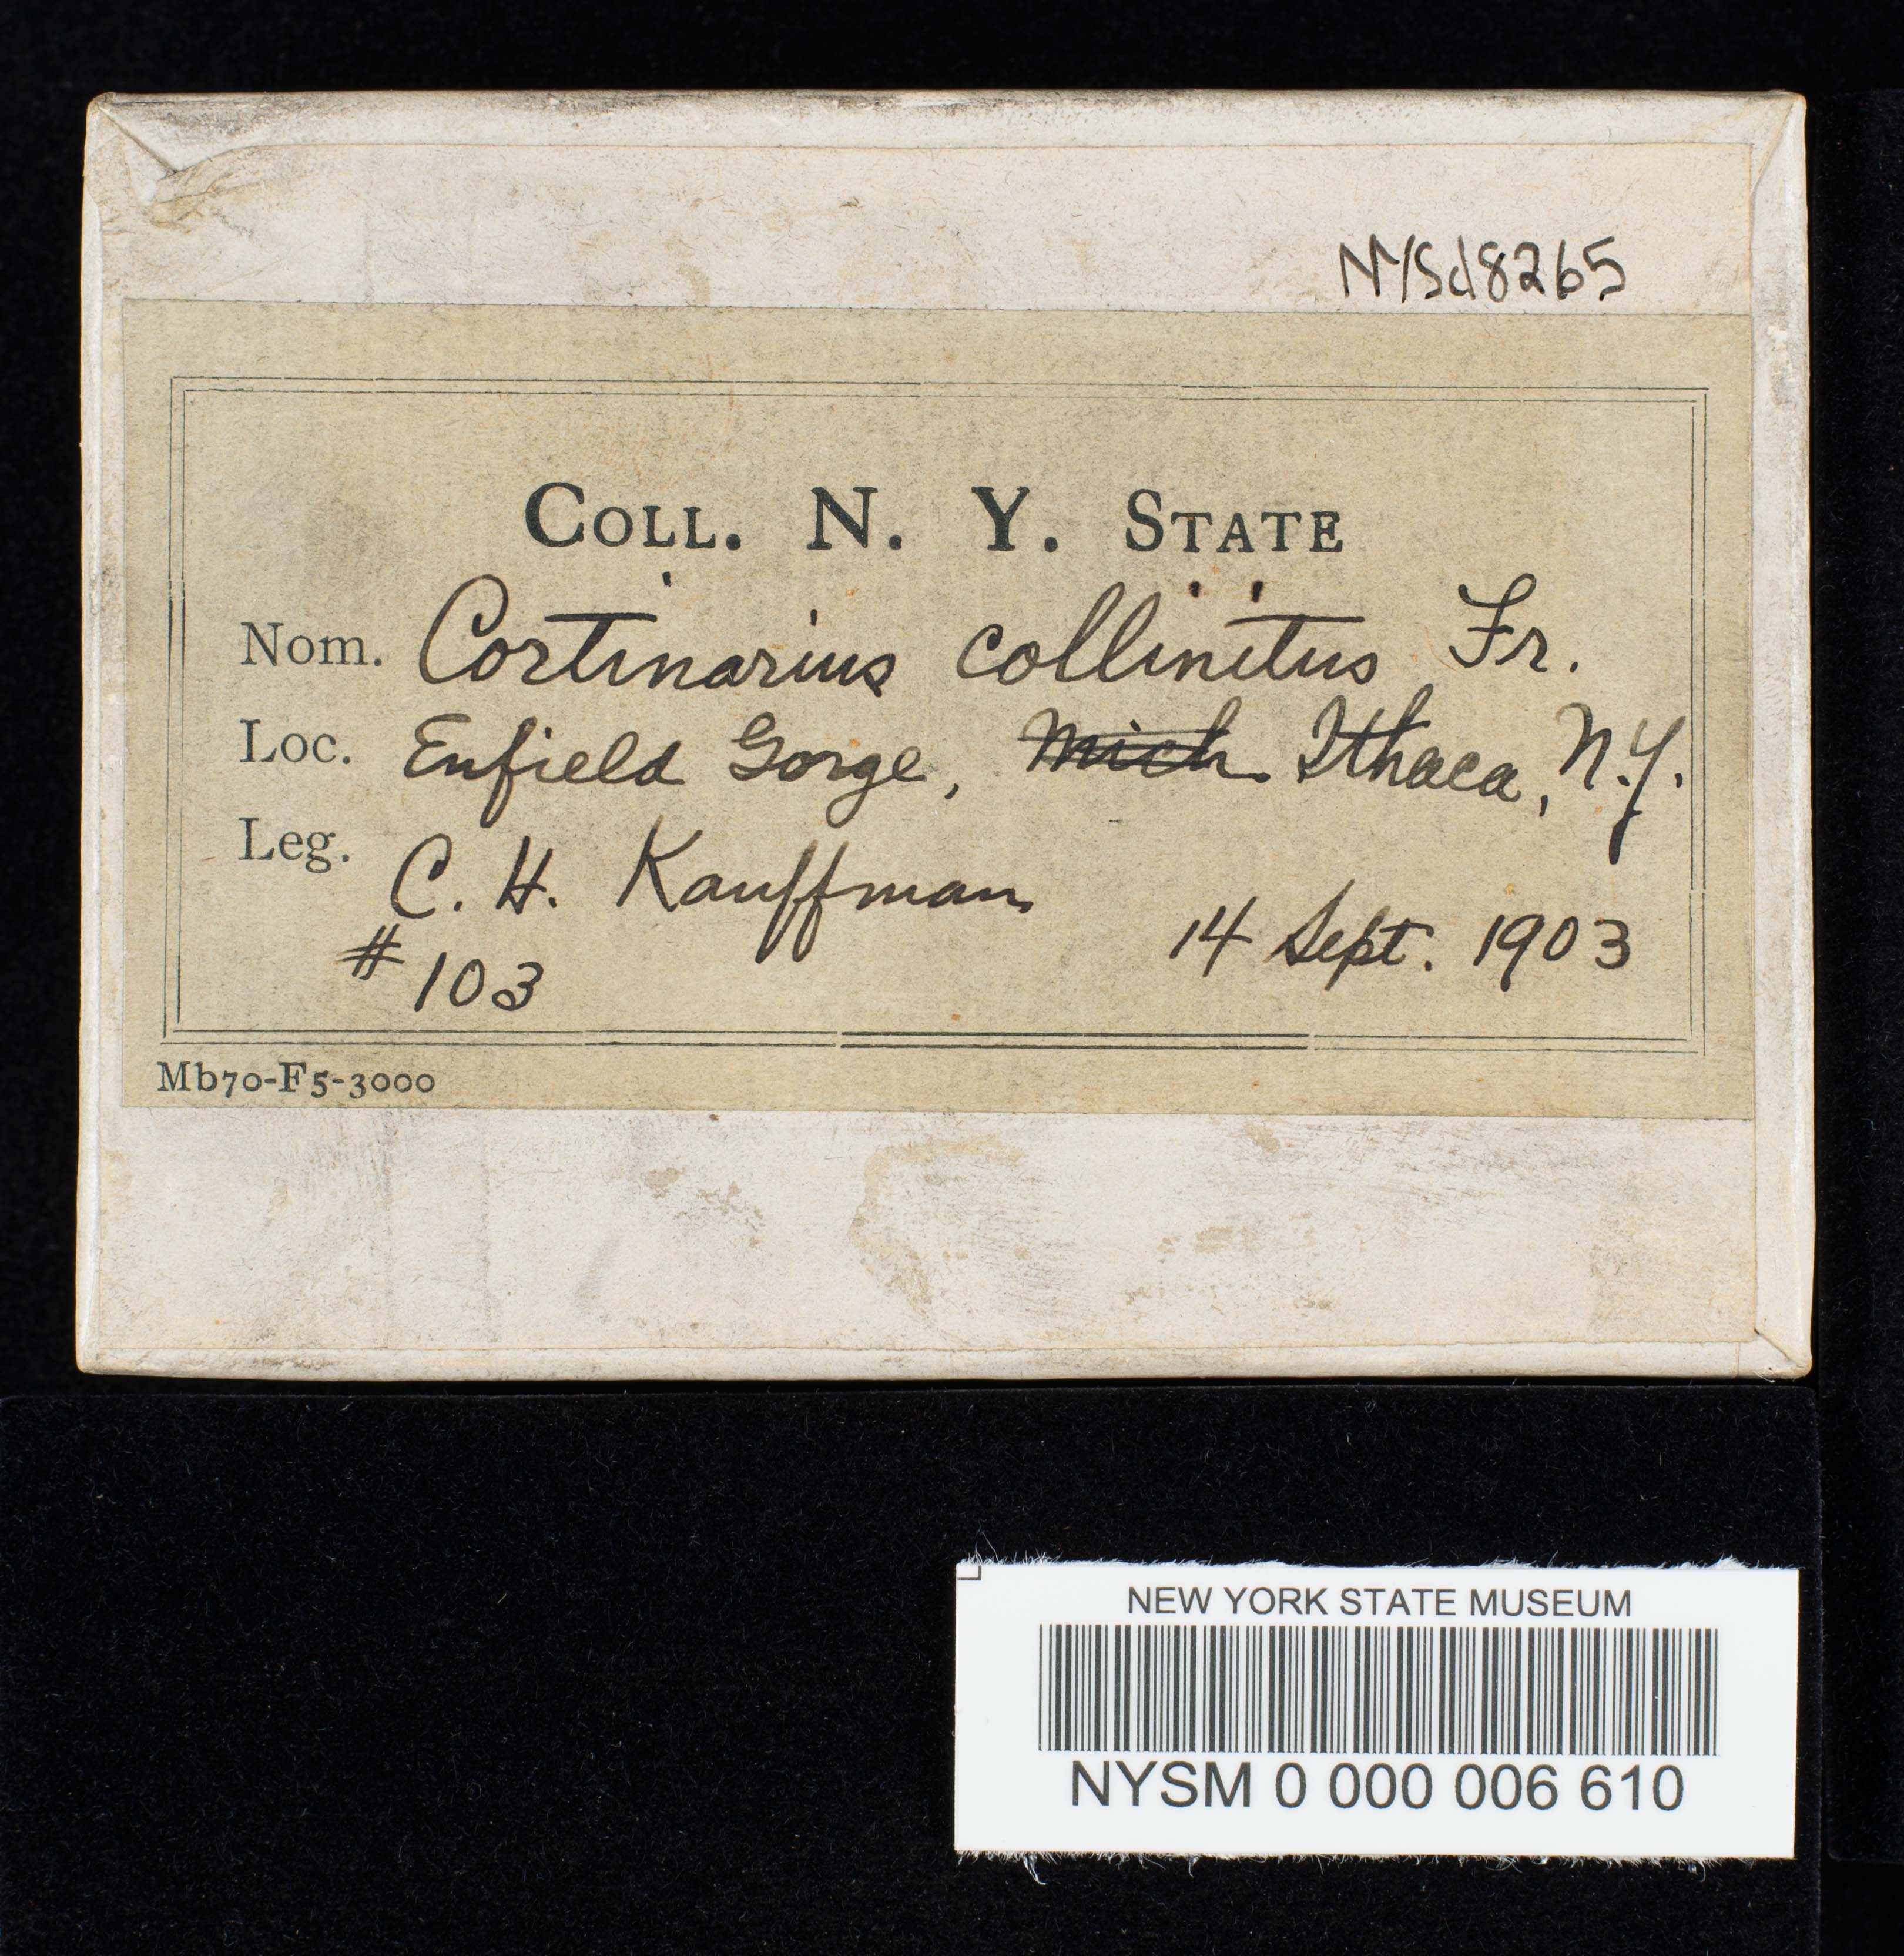 NYSd8265
COLL. N. Y. STATE
Nom. Cortinarius collinitus Fr.
Loc. Enfield Gorge, Mich. Ithaca, N.Y.
Leg. C. H. Kauffman
#103 14 Sept. 1903
Mb70-F5-3000
NEW YORK STATE MUSEUM
NYSM 0 000 006 610